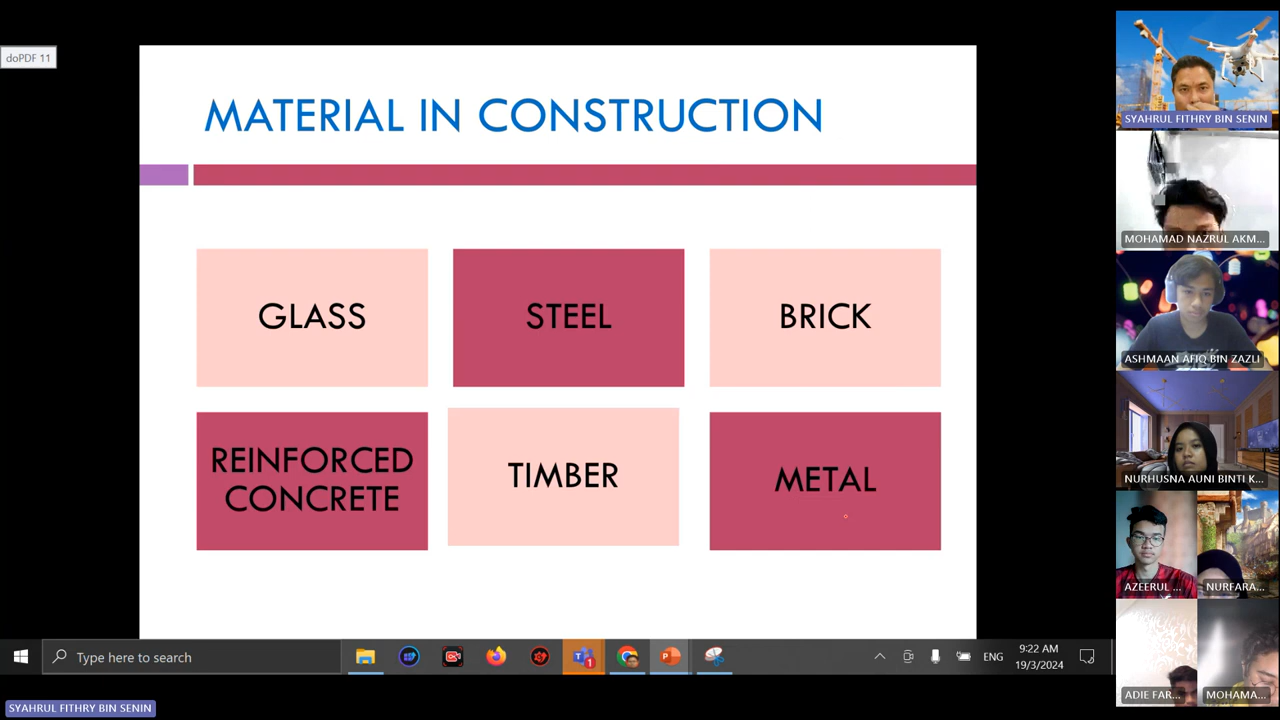 doPDF 11
MATERIAL IN CONSTRUCTION
GLASS
STEEL
BRICK
REINFORCED
CONCRETE
TIMBER
METAL
SYAHRUL FITHRY BIN SENIN
MOHAMAD NAZRUL AKM...
ASHMAAN AFIQ BIN ZAZLI
NURHUSNA AUNI BINTI K...
AZEERUL ...
NURFARA...
ADIE FAR...
MOHAMA...
Type here to search
1
ENG
9:22 AM
19/3/2024
SYAHRUL FITHRY BIN SENIN